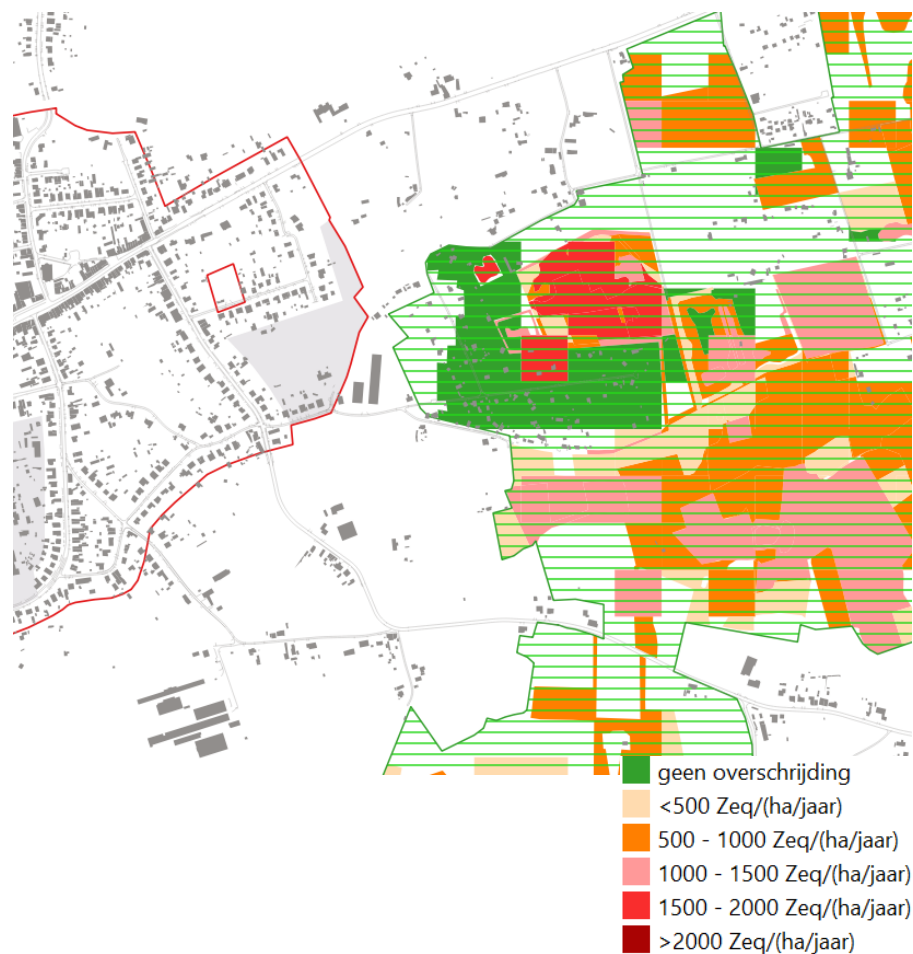 geen overschrijding
<500 Zeq/(ha/jaar)
500 - 1000 Zeq/(ha/jaar)
1000 - 1500 Zeq/(ha/jaar)
1500 - 2000 Zeq/(ha/jaar)
>2000 Zeq/(ha/jaar)